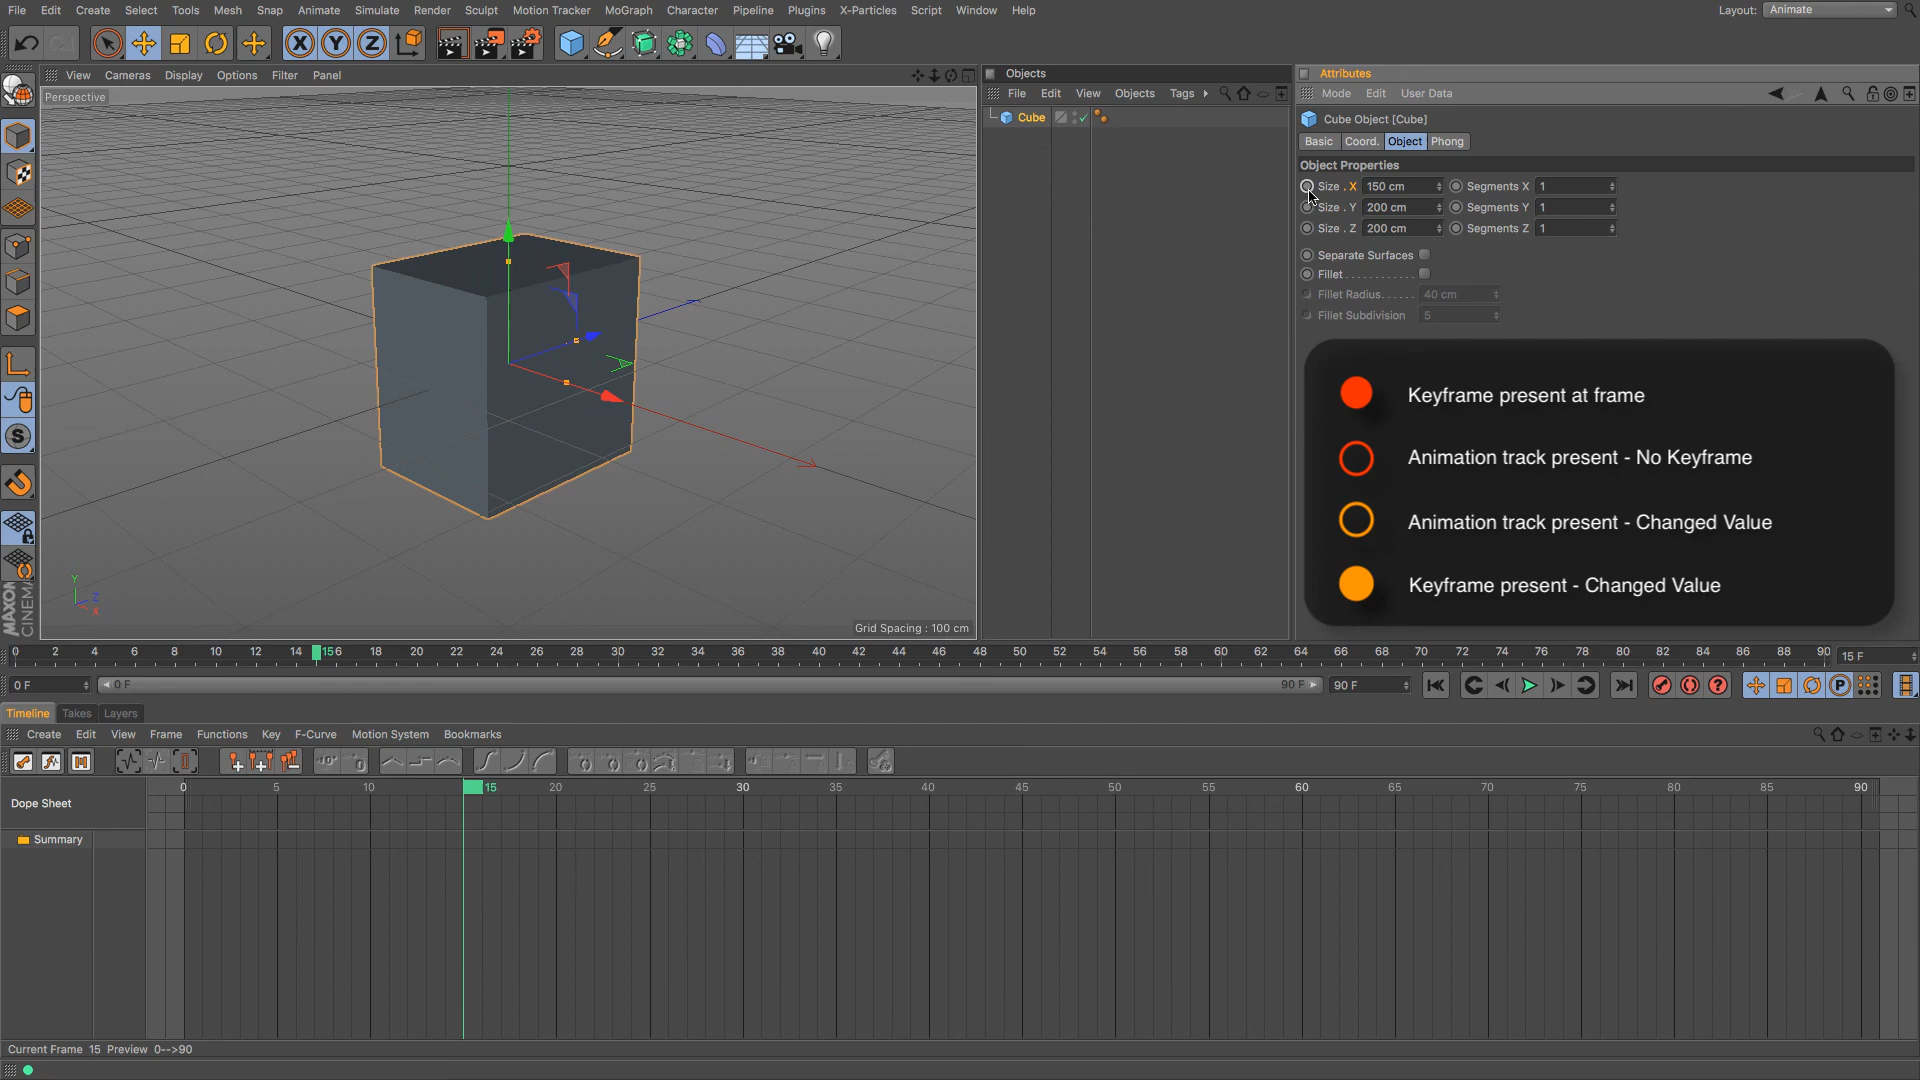 File Edit Create Select Tools Mesh Snap Animate Simulate Render Sculpt Motion Tracker MoGraph Character Pipeline Plugins X-Particles Script Window Help Layout: Animate
X Y Z
View Cameras Display Options Filter Panel
Perspective
Objects
File Edit View Objects Tags
Cube
Attributes
Mode Edit User Data
Cube Object [Cube]
Basic Coord. Object Phong
Object Properties
Size . X 150 cm Segments X 1
Size . Y 200 cm Segments Y 1
Size . Z 200 cm Segments Z 1
Separate Surfaces
Fillet . . . . . . . . . . . .
Fillet Radius. . . . . . 40 cm
Fillet Subdivision 5
Keyframe present at frame
Animation track present - No Keyframe
Animation track present - Changed Value
Keyframe present - Changed Value
S
MAXON
CINEMA
Y
Z
X
Grid Spacing : 100 cm
0 2 4 6 8 10 12 14 156 18 20 22 24 26 28 30 32 34 36 38 40 42 44 46 48 50 52 54 56 58 60 62 64 66 68 70 72 74 76 78 80 82 84 86 88 90 15 F
0 F 0 F 90 F 90 F ? P
Timeline Takes Layers
Create Edit View Frame Functions Key F-Curve Motion System Bookmarks
Dope Sheet 0 5 10 15 20 25 30 35 40 45 50 55 60 65 70 75 80 85 90
Summary
Current Frame 15 Preview 0-->90